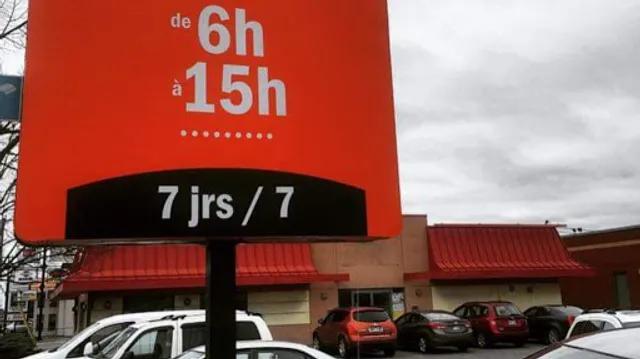 de 6h
à 15h
7 jrs / 7